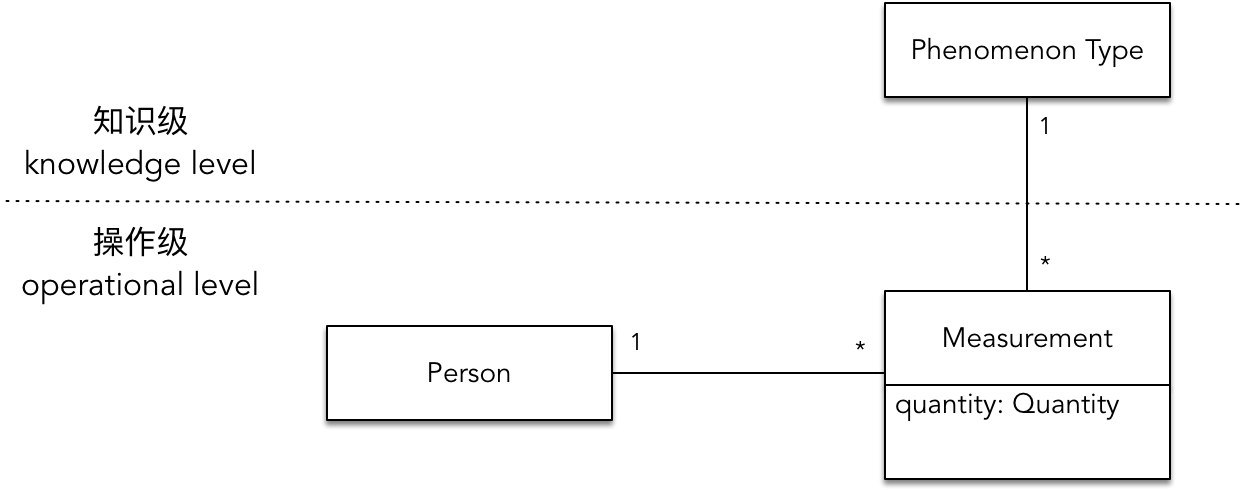 Phenomenon Type
1
知识级
knowledge level
操作级
operational level
*
Person
1
*
Measurement
quantity: Quantity